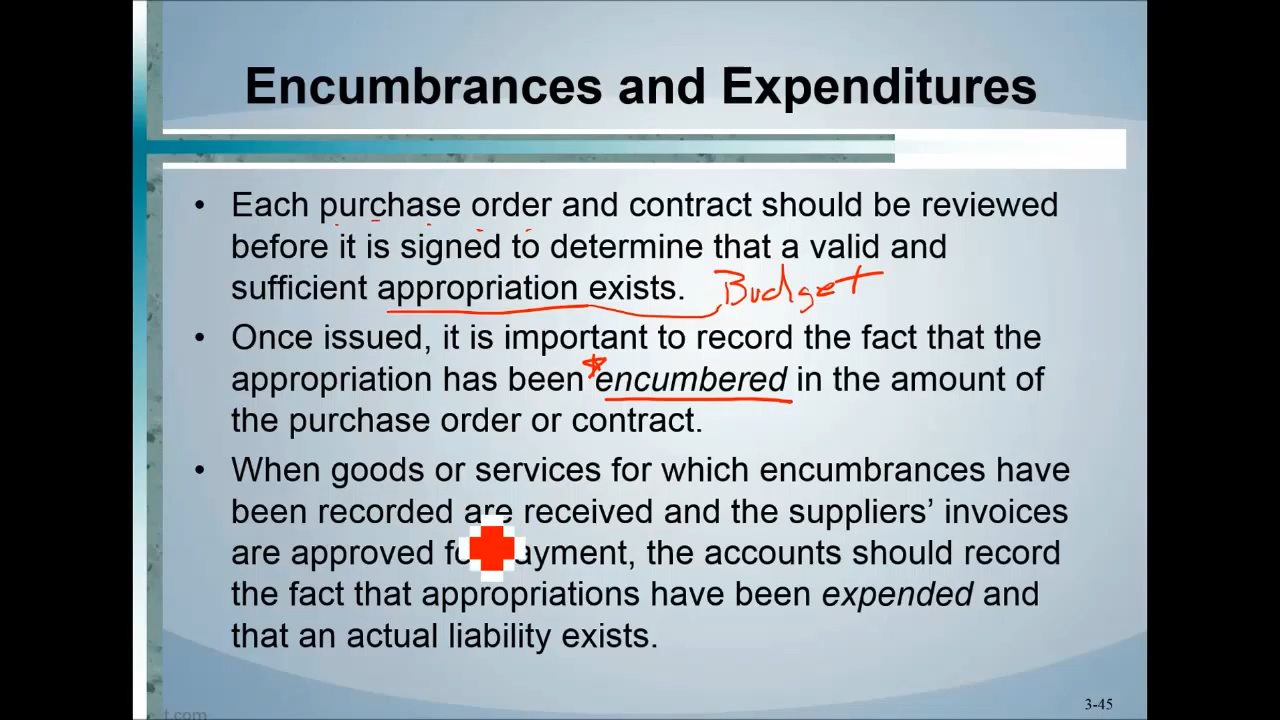 Encumbrances and Expenditures
• Each purchase order and contract should be reviewed
before it is signed to determine that a valid and
sufficient appropriation exists. Budget
• Once issued, it is important to record the fact that the
appropriation has been *encumbered in the amount of
the purchase order or contract.
• When goods or services for which encumbrances have
been recorded are received and the suppliers’ invoices
are approved the accounts should record
the fact that appropriations have been expended and
that an actual liability exists.
3-45
t.com